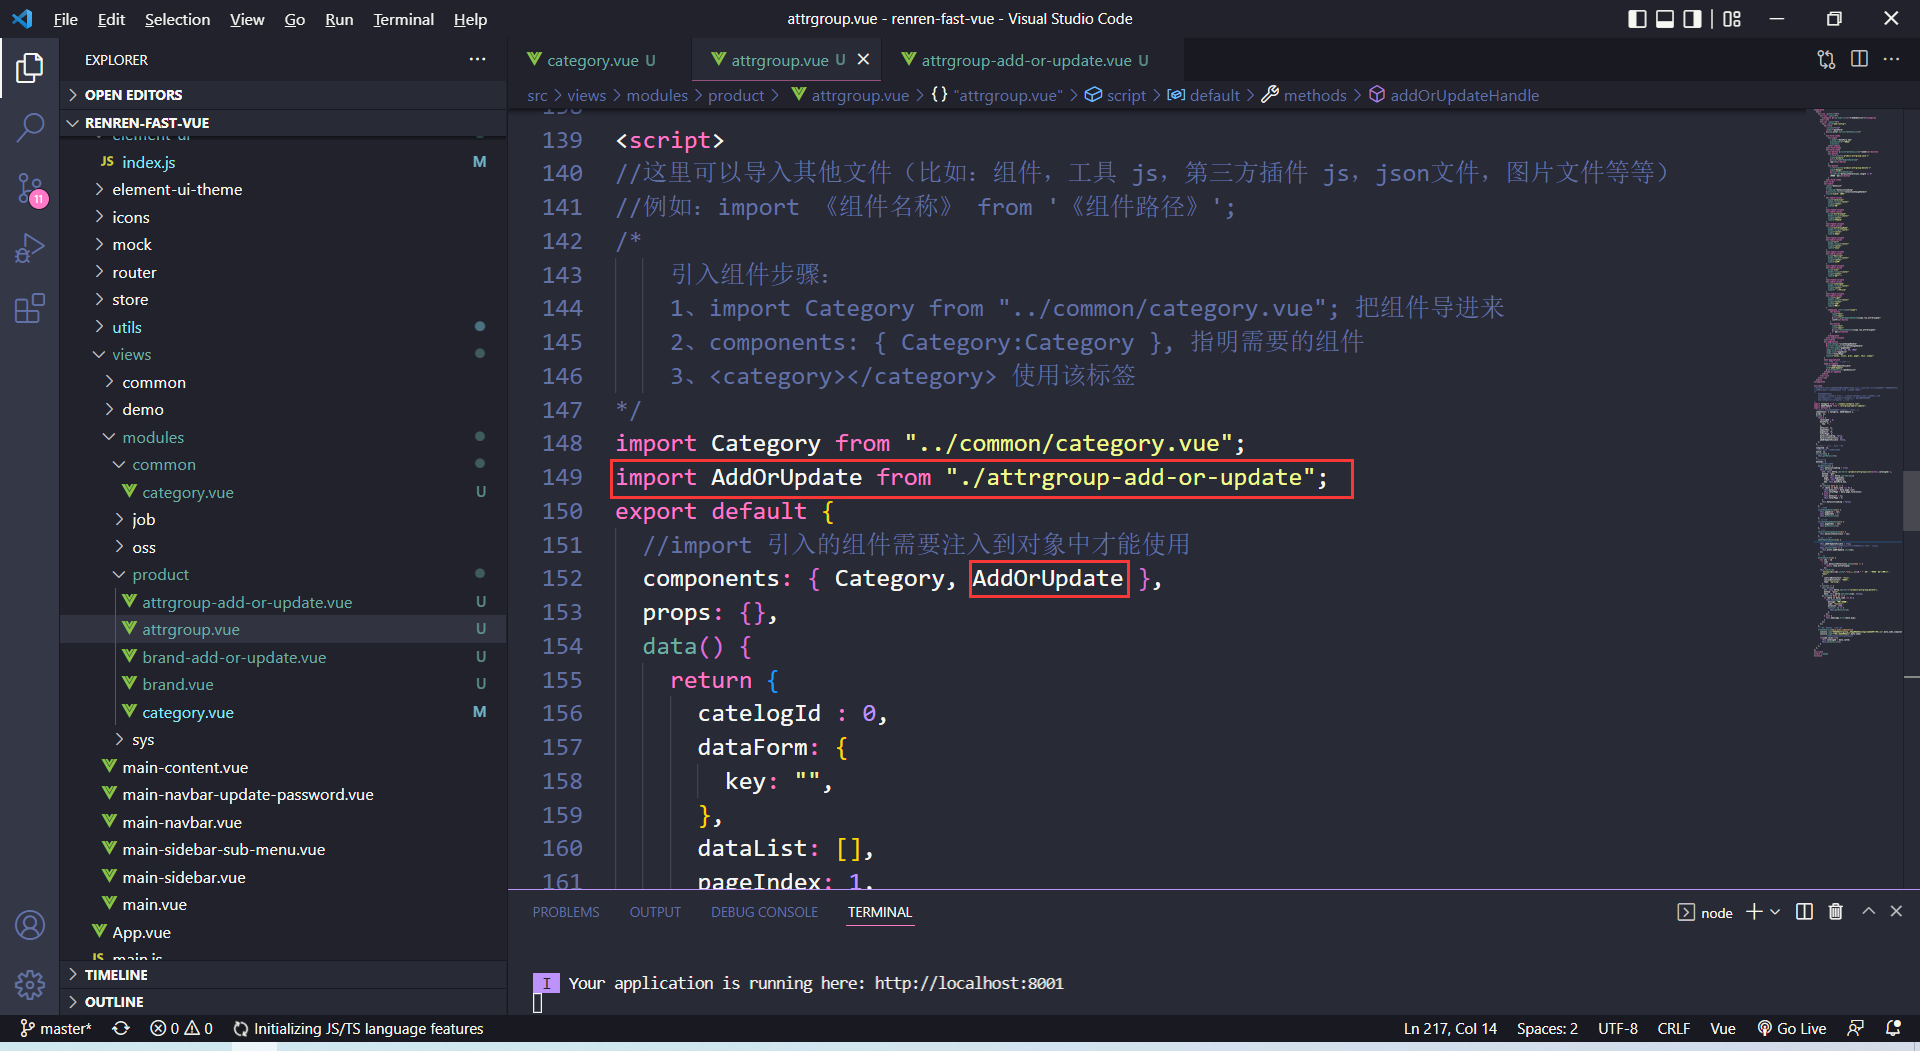 File Edit Selection View Go Run Terminal Help
attrgroup.vue - renren-fast-vue - Visual Studio Code
EXPLORER
OPEN EDITORS
RENREN-FAST-VUE
element-ui
JS index.js M
element-ui-theme
icons
mock
router
store
utils
views
common
demo
modules
common
category.vue U
job
oss
product
attrgroup-add-or-update.vue U
attrgroup.vue U
brand-add-or-update.vue U
brand.vue U
category.vue M
sys
main-content.vue
main-navbar-update-password.vue
main-navbar.vue
main-sidebar-sub-menu.vue
main-sidebar.vue
main.vue
App.vue
JS main.js
TIMELINE
OUTLINE
11
category.vue U
attrgroup.vue U
attrgroup-add-or-update.vue U
src > views > modules > product > attrgroup.vue > {} "attrgroup.vue" > script > default > methods > addOrUpdateHandle
138
139 <script>
140 //这里可以导入其他文件（比如：组件，工具 js，第三方插件 js，json文件，图片文件等等）
141 //例如：import 《组件名称》 from '《组件路径》';
142 /*
143 引入组件步骤：
144 1、import Category from "../common/category.vue"; 把组件导进来
145 2、components: { Category:Category }, 指明需要的组件
146 3、<category></category> 使用该标签
147 */
148 import Category from "../common/category.vue";
149 import AddOrUpdate from "./attrgroup-add-or-update";
150 export default {
151 //import 引入的组件需要注入到对象中才能使用
152 components: { Category, AddOrUpdate },
153 props: {},
154 data() {
155 return {
156 catelogId : 0,
157 dataForm: {
158 key: "",
159 },
160 dataList: [],
161 pageIndex: 1,
PROBLEMS OUTPUT DEBUG CONSOLE TERMINAL
node
I Your application is running here: http://localhost:8001
master* 0 0 Initializing JS/TS language features
Ln 217, Col 14 Spaces: 2 UTF-8 CRLF Vue Go Live